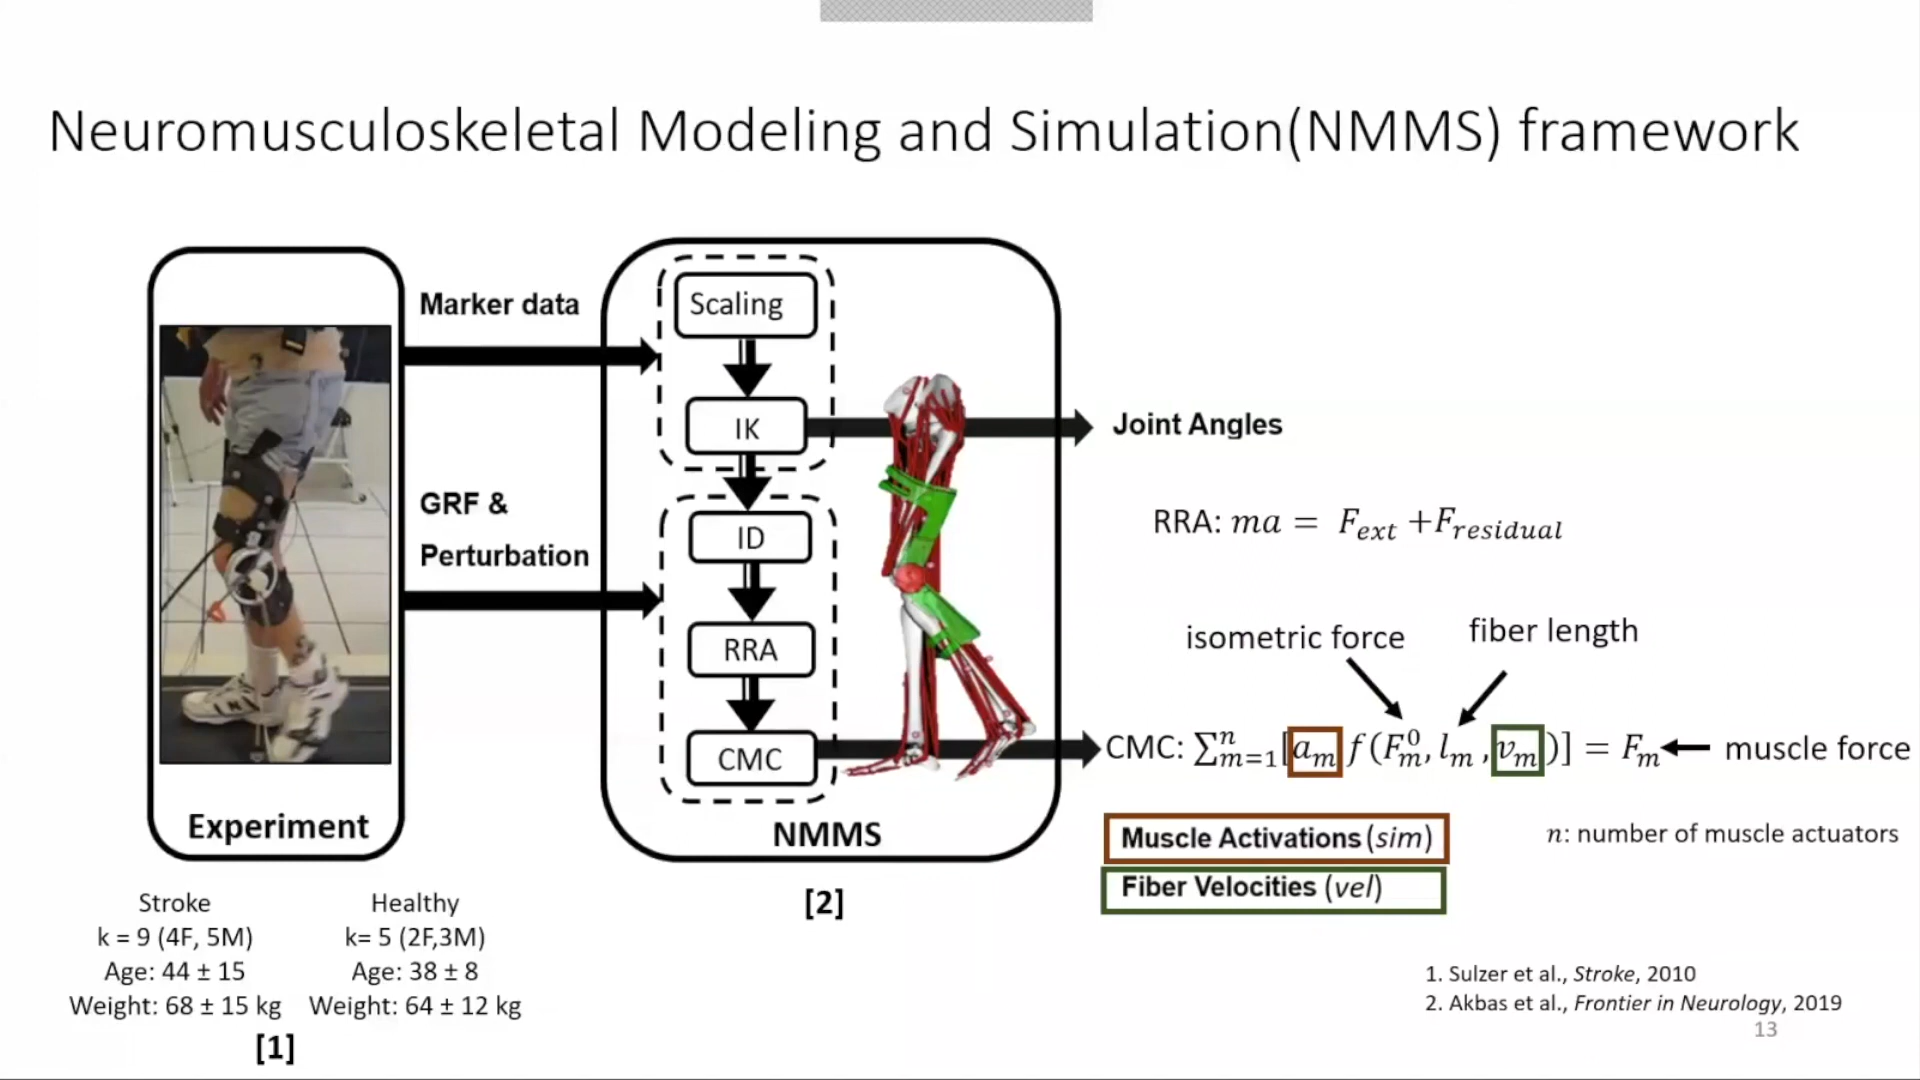 Neuromusculoskeletal Modeling and Simulation(NMMS) framework
Marker data
GRF &
Perturbation
Experiment
Scaling
IK
ID
RRA
CMC
NMMS
[2]
Joint Angles
RRA: ma = F_ext +F_residual
isometric force
fiber length
CMC: ∑_{m=1}^{n}[a_m f(F_m^0, l_m ,v_m)] = F_m
muscle force
Muscle Activations (sim)
Fiber Velocities (vel)
n: number of muscle actuators
Stroke
k = 9 (4F, 5M)
Age: 44 ± 15
Weight: 68 ± 15 kg
Healthy
k= 5 (2F,3M)
Age: 38 ± 8
Weight: 64 ± 12 kg
[1]
1. Sulzer et al., Stroke, 2010
2. Akbas et al., Frontier in Neurology, 2019
13